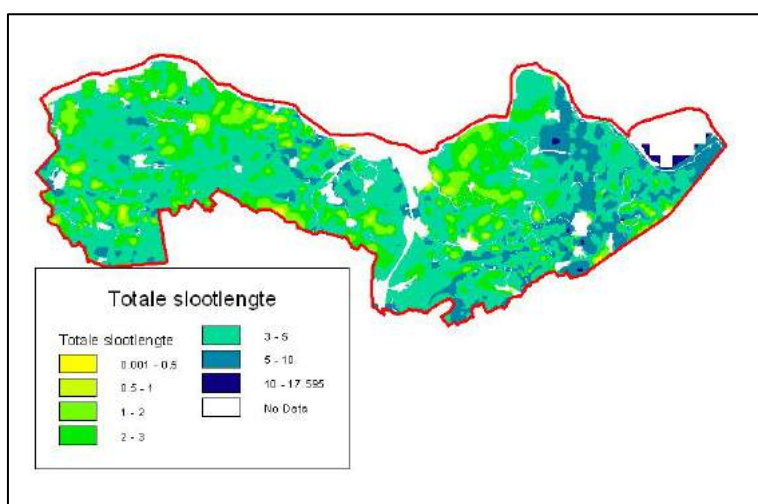 Totale slootlengte
Totale slootlengte
0.001 - 0.5
0.5 - 1
1 - 2
2 - 3
3 - 5
5 - 10
10 - 17.595
No Data